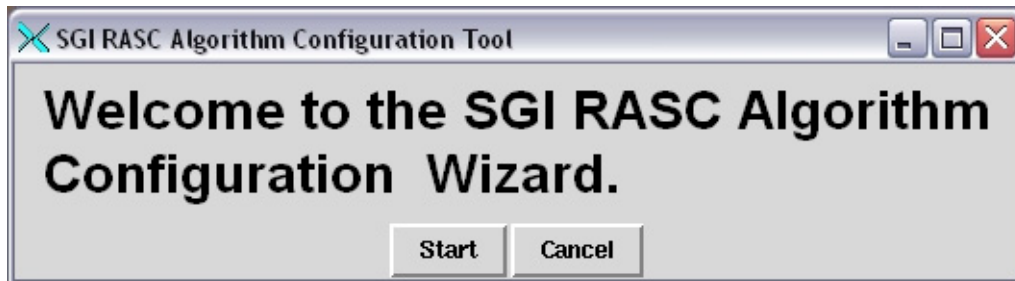 SGI RASC Algorithm Configuration Tool
Welcome to the SGI RASC Algorithm
Configuration Wizard.
Start Cancel